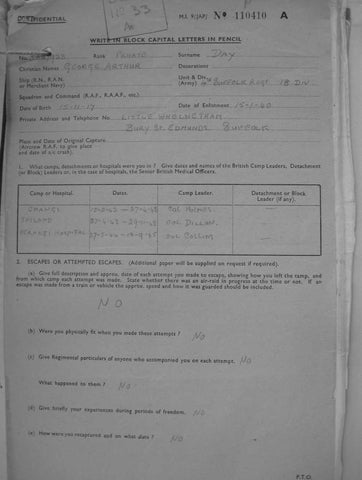 CONFIDENTIAL
M.I. 9/JAP/ Nº 110410 A
WRITE IN BLOCK CAPITAL LETTERS IN PENCIL
No. Rank PRIVATE Surname DAY
Christian Names GEORGE ARTHUR Decorations
Ship (R.N., R.A.N. or Merchant Navy) Unit & Div. (Army) SUFFOLK REGT. 18 DIV
Squadron and Command (R.A.F., R.A.A.F., etc.)
Date of Birth 15-11-17 Date of Enlistment 15-1-40
Private Address and Telephone No. LITTLE WHELNETHAM
BURY ST. EDMUNDS SUFFOLK
Place and Date of Original Capture
(Aircrew R.A.F. to give place
and date of a/c crash).
1. What camps, detachments or hospitals were you in? Give dates and names of the British Camp Leaders, Detachment
(or Block) Leaders or, in the case of hospitals, the Senior British Medical Officers.
Camp or Hospital. Dates. Camp Leader. Detachment or Block Leader (if any).
CHANGI COL HOLMES
COL DILLON
HOSPITAL COL COLLINS
2. ESCAPES OR ATTEMPTED ESCAPES. (Additional paper will be supplied on request if required).
(a) Give full description and approx. date of each attempt you made to escape, showing how you left the camp, and
from which camp each attempt was made. State whether there was an air-raid in progress at the time or not. If an
escape was made from a train or vehicle the approx. speed and how it was guarded should be included.
NO
(b) Were you physically fit when you made these attempts? NO
(c) Give Regimental particulars of anyone who accompanied you on each attempt. NO
What happened to them? NO
(d) Give briefly your experiences during periods of freedom. NO
(e) How were you recaptured and on what date? NO
P.T.O.